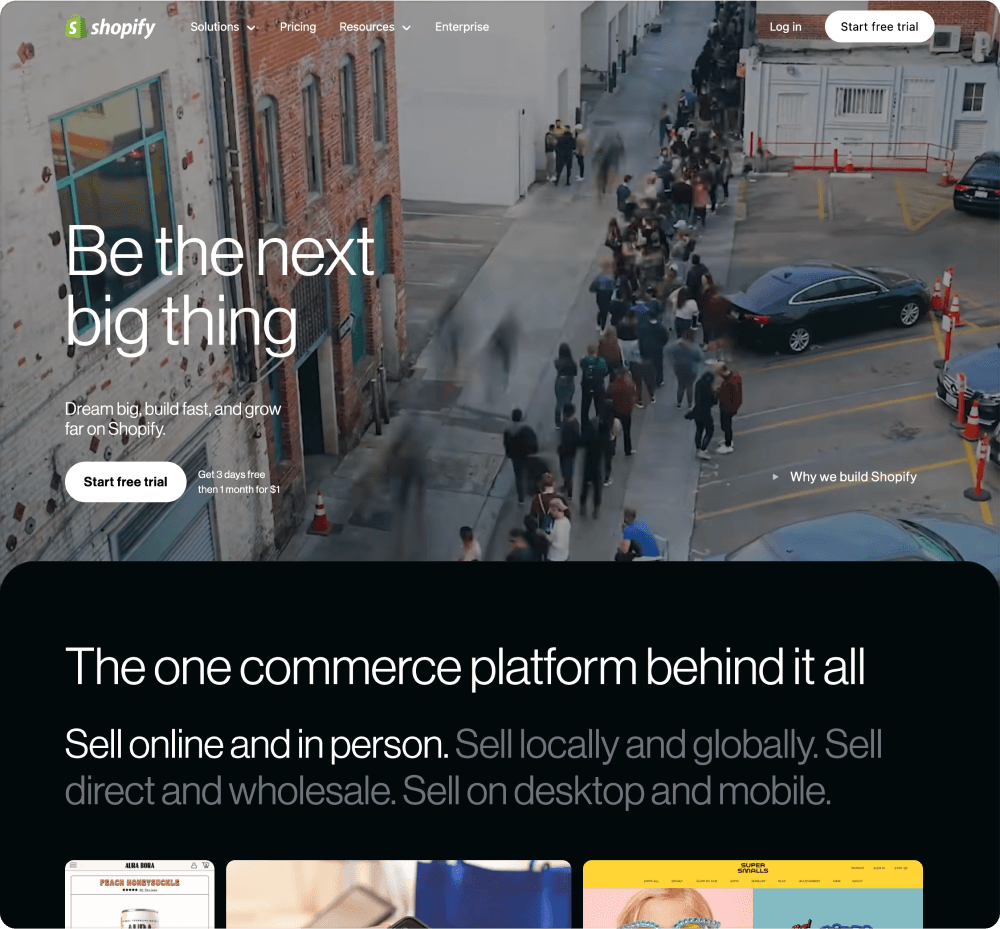 shopify
Solutions
Pricing
Resources
Enterprise
Log in
Start free trial
Be the next
big thing
Dream big, build fast, and grow
far on Shopify.
Start free trial
Get 3 days free
then 1 month for $1
Why we build Shopify
The one commerce platform behind it all
Sell online and in person. Sell locally and globally. Sell
direct and wholesale. Sell on desktop and mobile.
AURA BORA
PEACH HONEYSUCKLE
AURA
SUPER
SMALLS